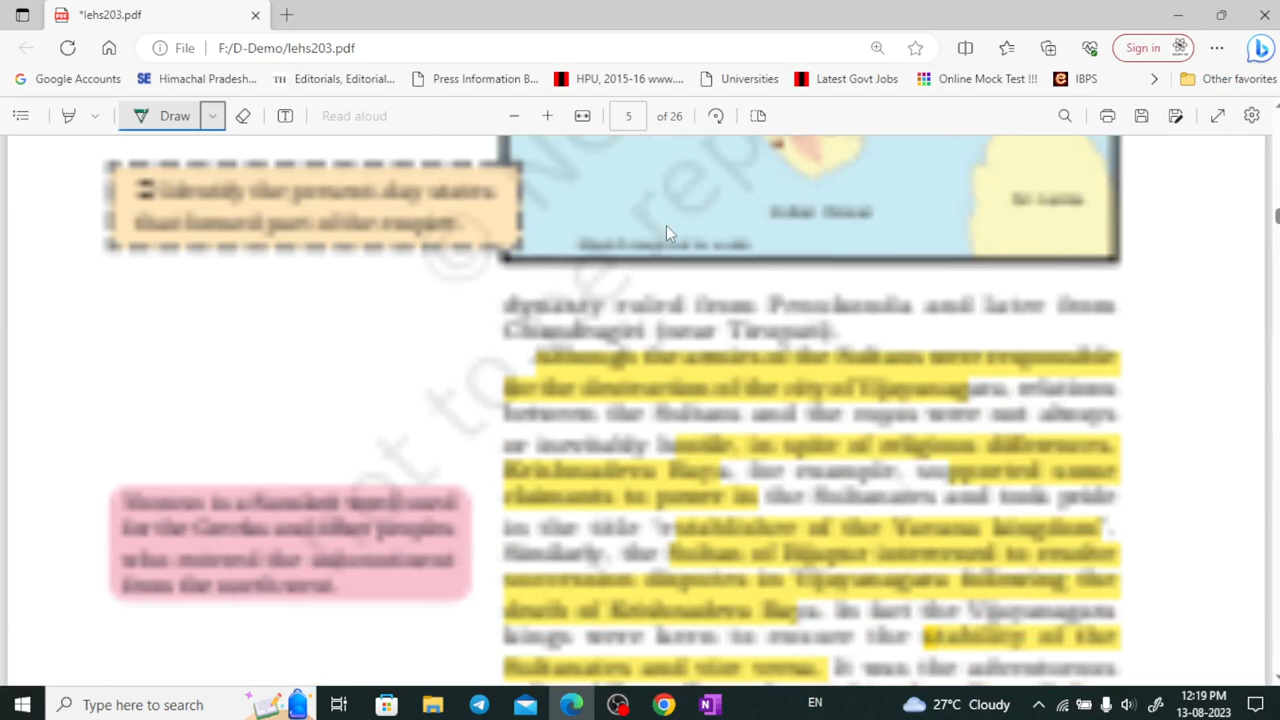 *lehs203.pdf
File F:/D-Demo/lehs203.pdf Sign in
Google Accounts SE Himachal Pradesh... TH Editorials, Editorial... Press Information B... HPU, 2015-16 www.... Universities Latest Govt Jobs Online Mock Test !!! e IBPS Other favorites
Draw Read aloud 5 of 26
Identify the present-day states
that formed part of the empire.
Sri Lanka
dynasty ruled from Penukonda and later from
Chandragiri (near Tirupati).
Although the armies of the Sultans were responsible
for the destruction of the city of Vijayanagara, relations
between the Sultans and the rayas were not always
or inevitably hostile, in spite of religious differences.
Krishnadeva Raya, for example, supported some
claimants to power in the Sultanates and took pride
in the title "establisher of the Yavana kingdom".
Similarly, the Sultan of Bijapur intervened to resolve
succession disputes in Vijayanagara following the
death of Krishnadeva Raya. In fact the Vijayanagara
kings were keen to ensure the stability of the
Sultanates and vice versa. It was the adventurous
Yavana is a Sanskrit word used
for the Greeks and other peoples
who entered the subcontinent
from the north west.
Type here to search EN 27°C Cloudy 12:19 PM
13-08-2023